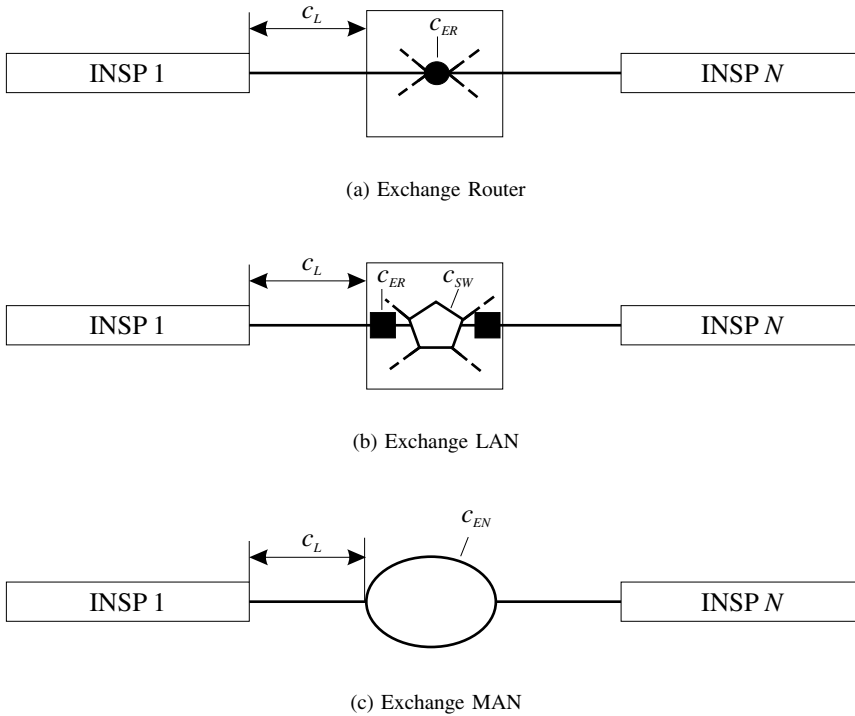 c_L
c_ER
INSP 1
INSP N
(a) Exchange Router
c_L
c_ER
c_SW
INSP 1
INSP N
(b) Exchange LAN
c_EN
c_L
INSP 1
INSP N
(c) Exchange MAN